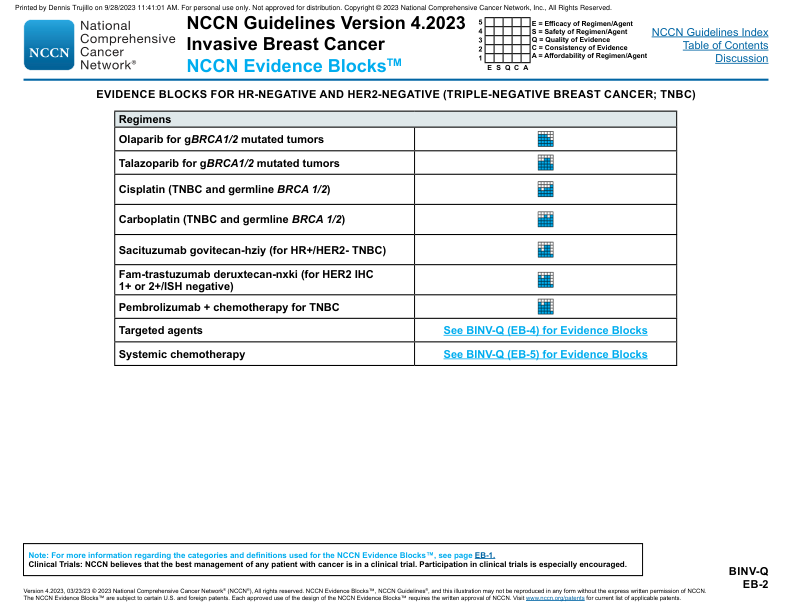 Printed by Dennis Trujillo on 9/28/2023 11:41:01 AM. For personal use only. Not approved for distribution. Copyright © 2023 National Comprehensive Cancer Network, Inc., All Rights Reserved.
NCCN
National
Comprehensive
Cancer
Network®
NCCN Guidelines Version 4.2023
Invasive Breast Cancer
NCCN Evidence Blocks™
5
4
3
2
1
E S Q C A
E = Efficacy of Regimen/Agent
S = Safety of Regimen/Agent
Q = Quality of Evidence
C = Consistency of Evidence
A = Affordability of Regimen/Agent
NCCN Guidelines Index
Table of Contents
Discussion
EVIDENCE BLOCKS FOR HR-NEGATIVE AND HER2-NEGATIVE (TRIPLE-NEGATIVE BREAST CANCER; TNBC)
Regimens
Olaparib for gBRCA1/2 mutated tumors
Talazoparib for gBRCA1/2 mutated tumors
Cisplatin (TNBC and germline BRCA 1/2)
Carboplatin (TNBC and germline BRCA 1/2)
Sacituzumab govitecan-hziy (for HR+/HER2- TNBC)
Fam-trastuzumab deruxtecan-nxki (for HER2 IHC
1+ or 2+/ISH negative)
Pembrolizumab + chemotherapy for TNBC
Targeted agents See BINV-Q (EB-4) for Evidence Blocks
Systemic chemotherapy See BINV-Q (EB-5) for Evidence Blocks
Note: For more information regarding the categories and definitions used for the NCCN Evidence Blocks™, see page EB-1.
Clinical Trials: NCCN believes that the best management of any patient with cancer is in a clinical trial. Participation in clinical trials is especially encouraged.
BINV-Q
EB-2
Version 4.2023, 03/23/23 © 2023 National Comprehensive Cancer Network® (NCCN®), All rights reserved. NCCN Evidence Blocks™, NCCN Guidelines®, and this illustration may not be reproduced in any form without the express written permission of NCCN.
The NCCN Evidence Blocks™ are subject to certain U.S. and foreign patents. Each approved use of the design of the NCCN Evidence Blocks™ requires the written approval of NCCN. Visit www.nccn.org/patents for current list of applicable patents.